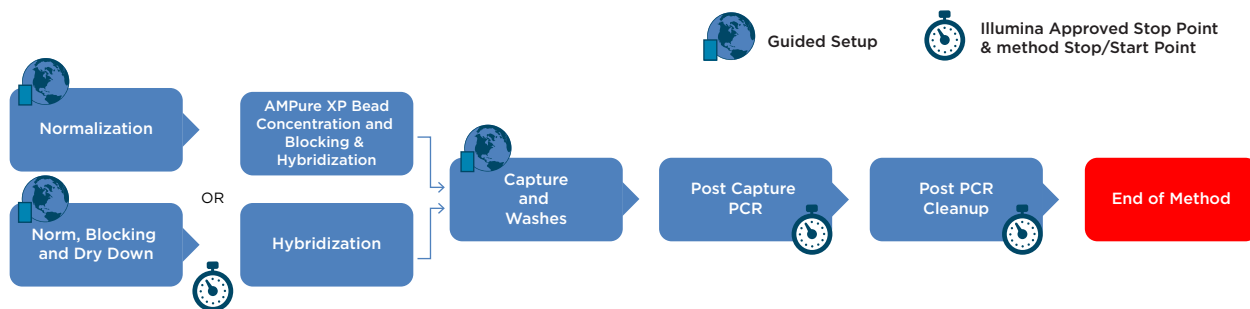 Guided Setup
Illumina Approved Stop Point
& method Stop/Start Point
Normalization
AMPure XP Bead
Concentration and
Blocking &
Hybridization
OR
Norm, Blocking
and Dry Down
Hybridization
Capture
and
Washes
Post Capture
PCR
Post PCR
Cleanup
End of Method